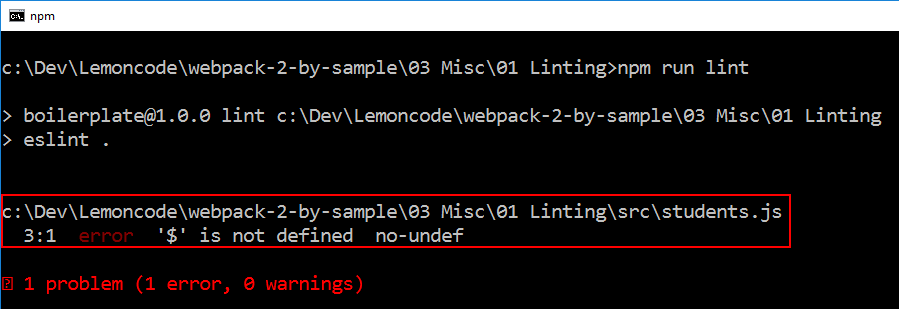 C:\. npm
c:\Dev\Lemoncode\webpack-2-by-sample\03 Misc\01 Linting>npm run lint
> boilerplate@1.0.0 lint c:\Dev\Lemoncode\webpack-2-by-sample\03 Misc\01 Linting
> eslint .
c:\Dev\Lemoncode\webpack-2-by-sample\03 Misc\01 Linting\src\students.js
3:1 error '$' is not defined no-undef
1 problem (1 error, 0 warnings)